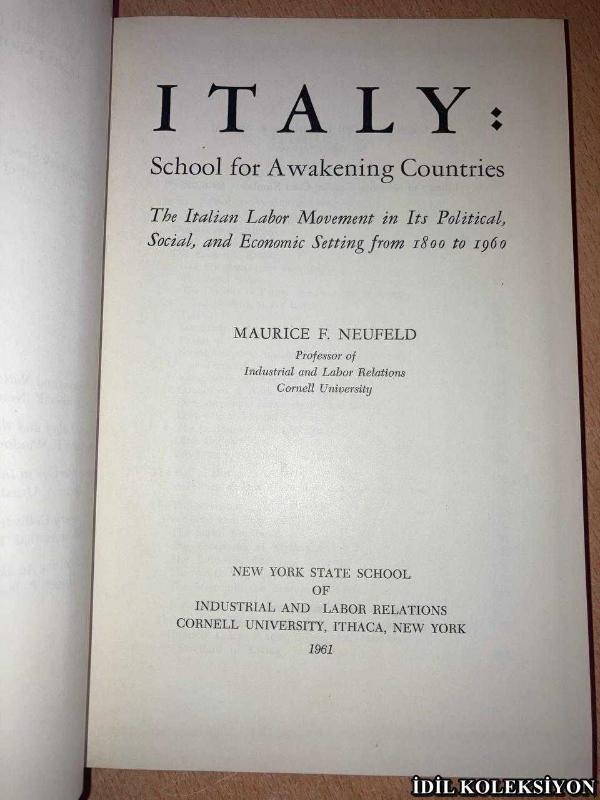 ITALY:
School for Awakening Countries
The Italian Labor Movement in Its Political,
Social, and Economic Setting from 1800 to 1960
MAURICE F. NEUFELD
Professor of
Industrial and Labor Relations
Cornell University
NEW YORK STATE SCHOOL
OF
INDUSTRIAL AND LABOR RELATIONS
CORNELL UNIVERSITY, ITHACA, NEW YORK
1961
İDİL KOLEKSİYON